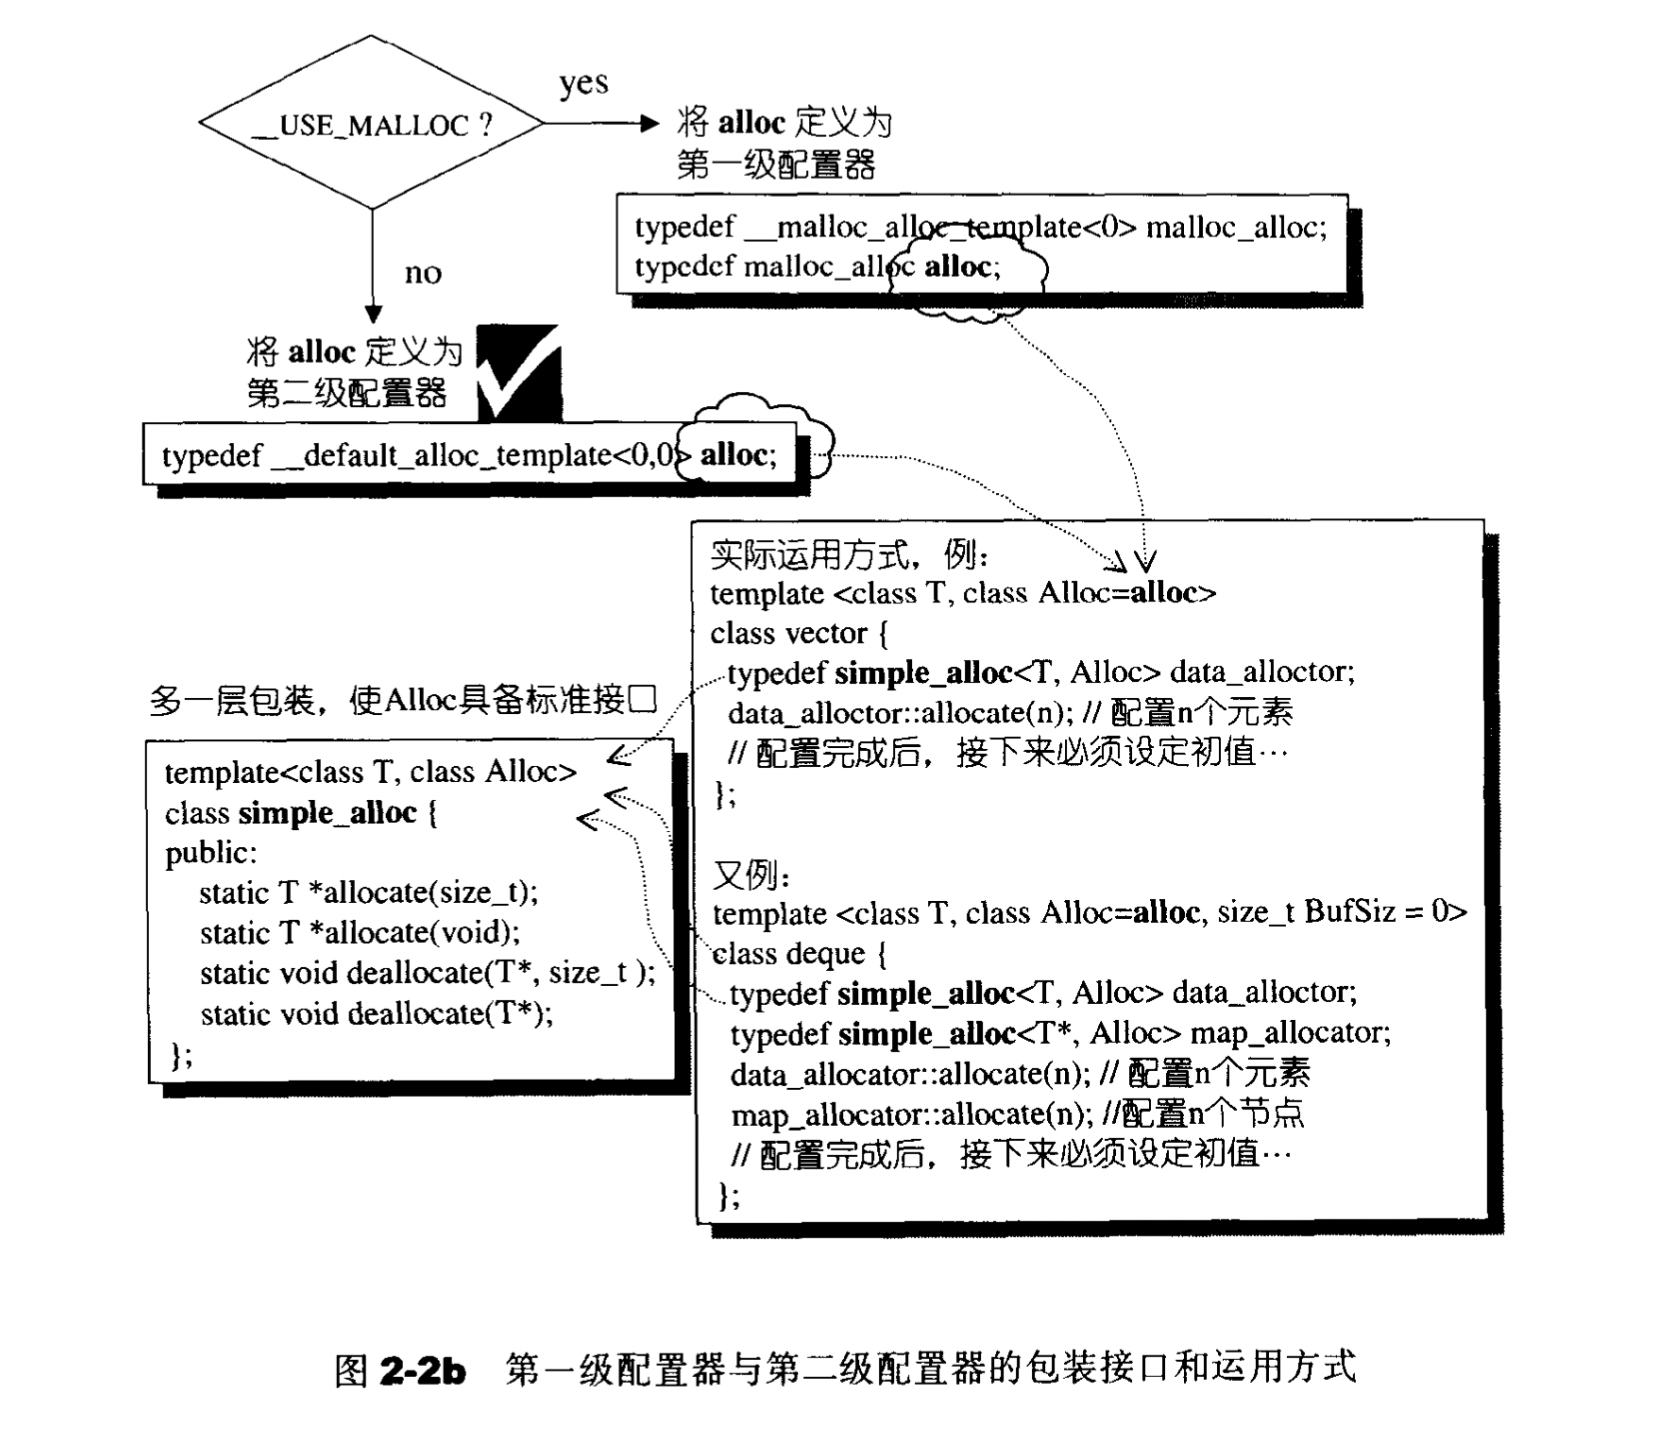 __USE_MALLOC ?
yes
将 alloc 定义为
第一级配置器
typedef __malloc_alloc_template<0> malloc_alloc;
typedef malloc_alloc alloc;
no
将 alloc 定义为
第二级配置器
typedef __default_alloc_template<0,0> alloc;
实际运用方式，例：
template <class T, class Alloc=alloc>
class vector {
typedef simple_alloc<T, Alloc> data_alloctor;
data_alloctor::allocate(n); // 配置n个元素
// 配置完成后，接下来必须设定初值…
};
多一层包装，使Alloc具备标准接口
template<class T, class Alloc>
class simple_alloc {
public:
static T *allocate(size_t);
static T *allocate(void);
static void deallocate(T*, size_t );
static void deallocate(T*);
};
又例：
template <class T, class Alloc=alloc, size_t BufSiz = 0>
class deque {
typedef simple_alloc<T, Alloc> data_alloctor;
typedef simple_alloc<T*, Alloc> map_allocator;
data_allocator::allocate(n); // 配置n个元素
map_allocator::allocate(n); //配置n个节点
// 配置完成后，接下来必须设定初值…
};
图 2-2b 第一级配置器与第二级配置器的包装接口和运用方式